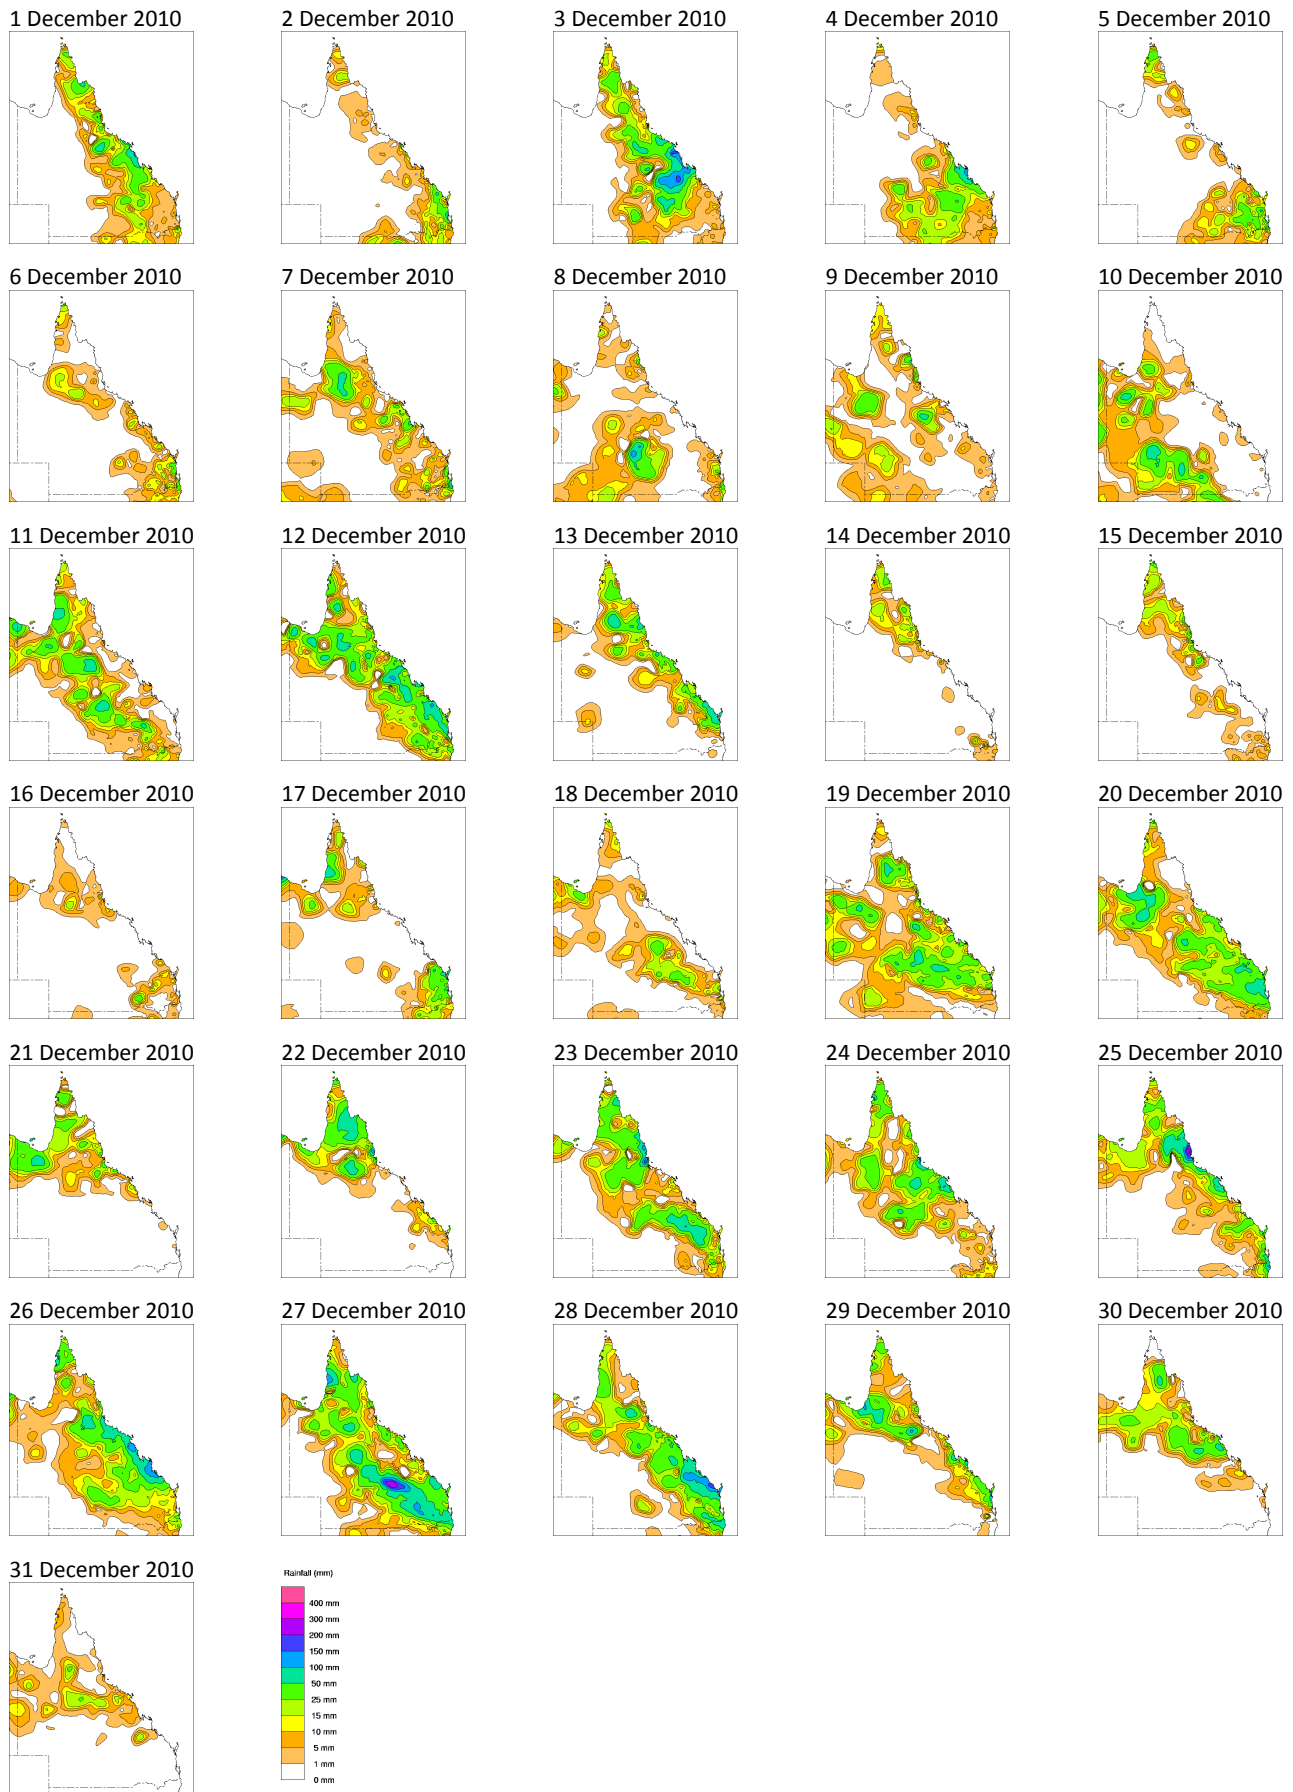 1 December 2010
2 December 2010
3 December 2010
4 December 2010
5 December 2010
6 December 2010
7 December 2010
8 December 2010
9 December 2010
10 December 2010
11 December 2010
12 December 2010
13 December 2010
14 December 2010
15 December 2010
16 December 2010
17 December 2010
18 December 2010
19 December 2010
20 December 2010
21 December 2010
22 December 2010
23 December 2010
24 December 2010
25 December 2010
26 December 2010
27 December 2010
28 December 2010
29 December 2010
30 December 2010
31 December 2010
Rainfall (mm)
400 mm
300 mm
200 mm
150 mm
100 mm
50 mm
25 mm
15 mm
10 mm
5 mm
1 mm
0 mm